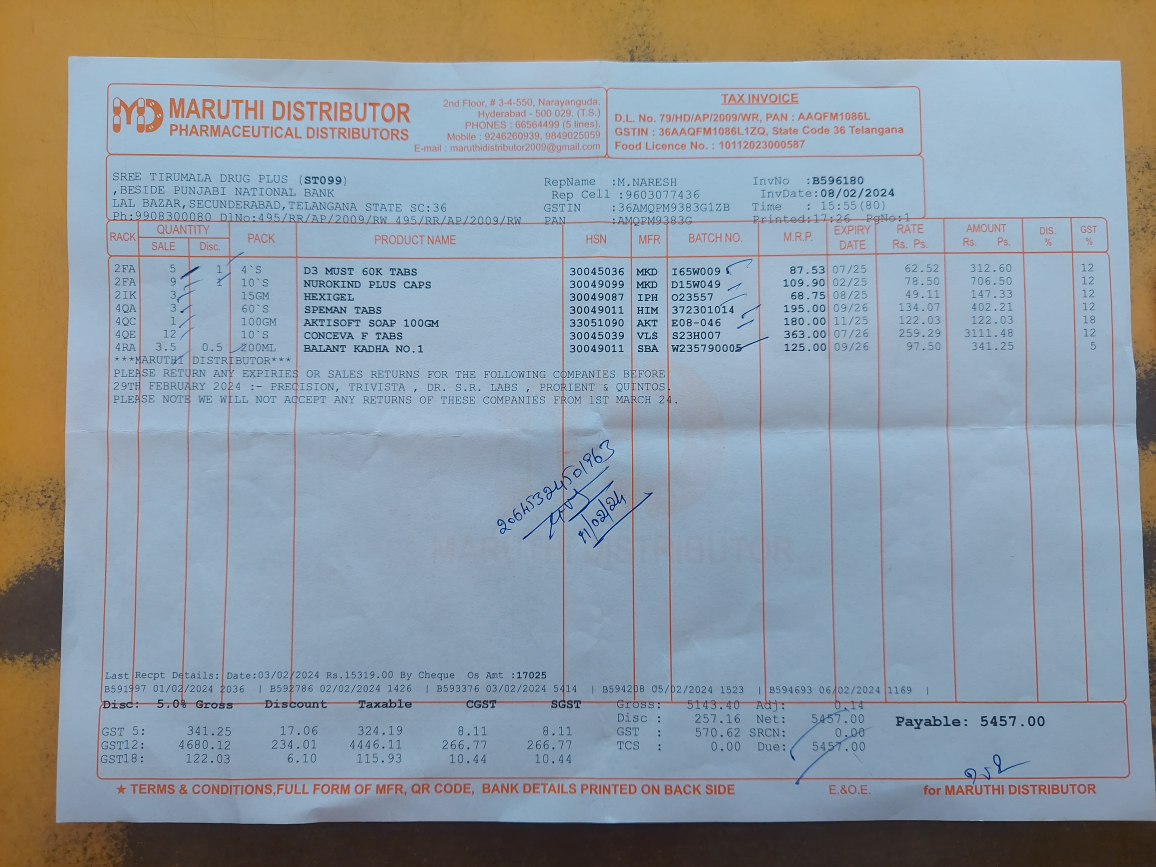 MD MARUTHI DISTRIBUTOR
PHARMACEUTICAL DISTRIBUTORS
2nd Floor, # 3-4-550, Narayanguda,
Hyderabad - 500 029. (T.S.)
PHONES : 66564499 (5 lines).
Mobile : 9246260939, 9849025059
E-mail : maruthidistributor2009@gmail.com
TAX INVOICE
D.L. No. 79/HD/AP/2009/WR, PAN : AAQFM1086L
GSTIN : 36AAQFM1086L1ZQ, State Code 36 Telangana
Food Licence No. : 10112023000587
SREE TIRUMALA DRUG PLUS (ST099)
,BESIDE PUNJABI NATIONAL BANK
LAL BAZAR,SECUNDERABAD,TELANGANA STATE SC:36
Ph:9908300080 DlNo:495/RR/AP/2009/RW 495/RR/AP/2009/RW
RepName :M.NARESH
Rep Cell :9603077436
GSTIN :36AMQPM9383G1ZB
PAN :AMQPM9383G
InvNo :B596180
InvDate:08/02/2024
Time : 15:55(80)
Printed:17:26 PgNo:1
RACK QUANTITY SALE Disc. PACK PRODUCT NAME HSN MFR BATCH NO. M.R.P. EXPIRY DATE RATE Rs. Ps. AMOUNT Rs. Ps. DIS. % GST %
2FA 5 1 4`S D3 MUST 60K TABS 30045036 MKD I65W009 87.53 07/25 62.52 312.60 12
2FA 9 1 10`S NUROKIND PLUS CAPS 30049099 MKD D15W049 109.90 02/25 78.50 706.50 12
2IK 3 15GM HEXIGEL 30049087 IPH O23557 68.75 08/25 49.11 147.33 12
4QA 3 60`S SPEMAN TABS 30049011 HIM 372301014 195.00 09/26 134.07 402.21 12
4QC 1 100GM AKTISOFT SOAP 100GM 33051090 AKT E08-046 180.00 11/25 122.03 122.03 18
4QE 12 10`S CONCEVA F TABS 30045039 VLS S23H007 363.00 07/26 259.29 3111.48 12
4RA 3.5 0.5 200ML BALANT KADHA NO.1 30049011 SBA W235790005 125.00 09/26 97.50 341.25 5
***MARUTHI DISTRIBUTOR***
PLEASE RETURN ANY EXPIRIES OR SALES RETURNS FOR THE FOLLOWING COMPANIES BEFORE
29TH FEBRUARY 2024 :- PRECISION, TRIVISTA , DR. S.R. LABS , PRORIENT & QUINTOS.
PLEASE NOTE WE WILL NOT ACCEPT ANY RETURNS OF THESE COMPANIES FROM 1ST MARCH 24.
MARUTHI DISTRIBUTOR
Last Recpt Details: Date:03/02/2024 Rs.15319.00 By Cheque Os Amt :17025
B591997 01/02/2024 2036 | B592786 02/02/2024 1426 | B593376 03/02/2024 5414 | B594208 05/02/2024 1523 | B594693 06/02/2024 1169 |
Disc: 5.0% Gross Discount Taxable CGST SGST
GST 5: 341.25 17.06 324.19 8.11 8.11
GST12: 4680.12 234.01 4446.11 266.77 266.77
GST18: 122.03 6.10 115.93 10.44 10.44
Gross: 5143.40 Adj: 0.14
Disc : 257.16 Net: 5457.00
GST : 570.62 SRCN: 0.00
TCS : 0.00 Due: 5457.00
Payable: 5457.00
★ TERMS & CONDITIONS,FULL FORM OF MFR, QR CODE, BANK DETAILS PRINTED ON BACK SIDE
E.&O.E.
for MARUTHI DISTRIBUTOR